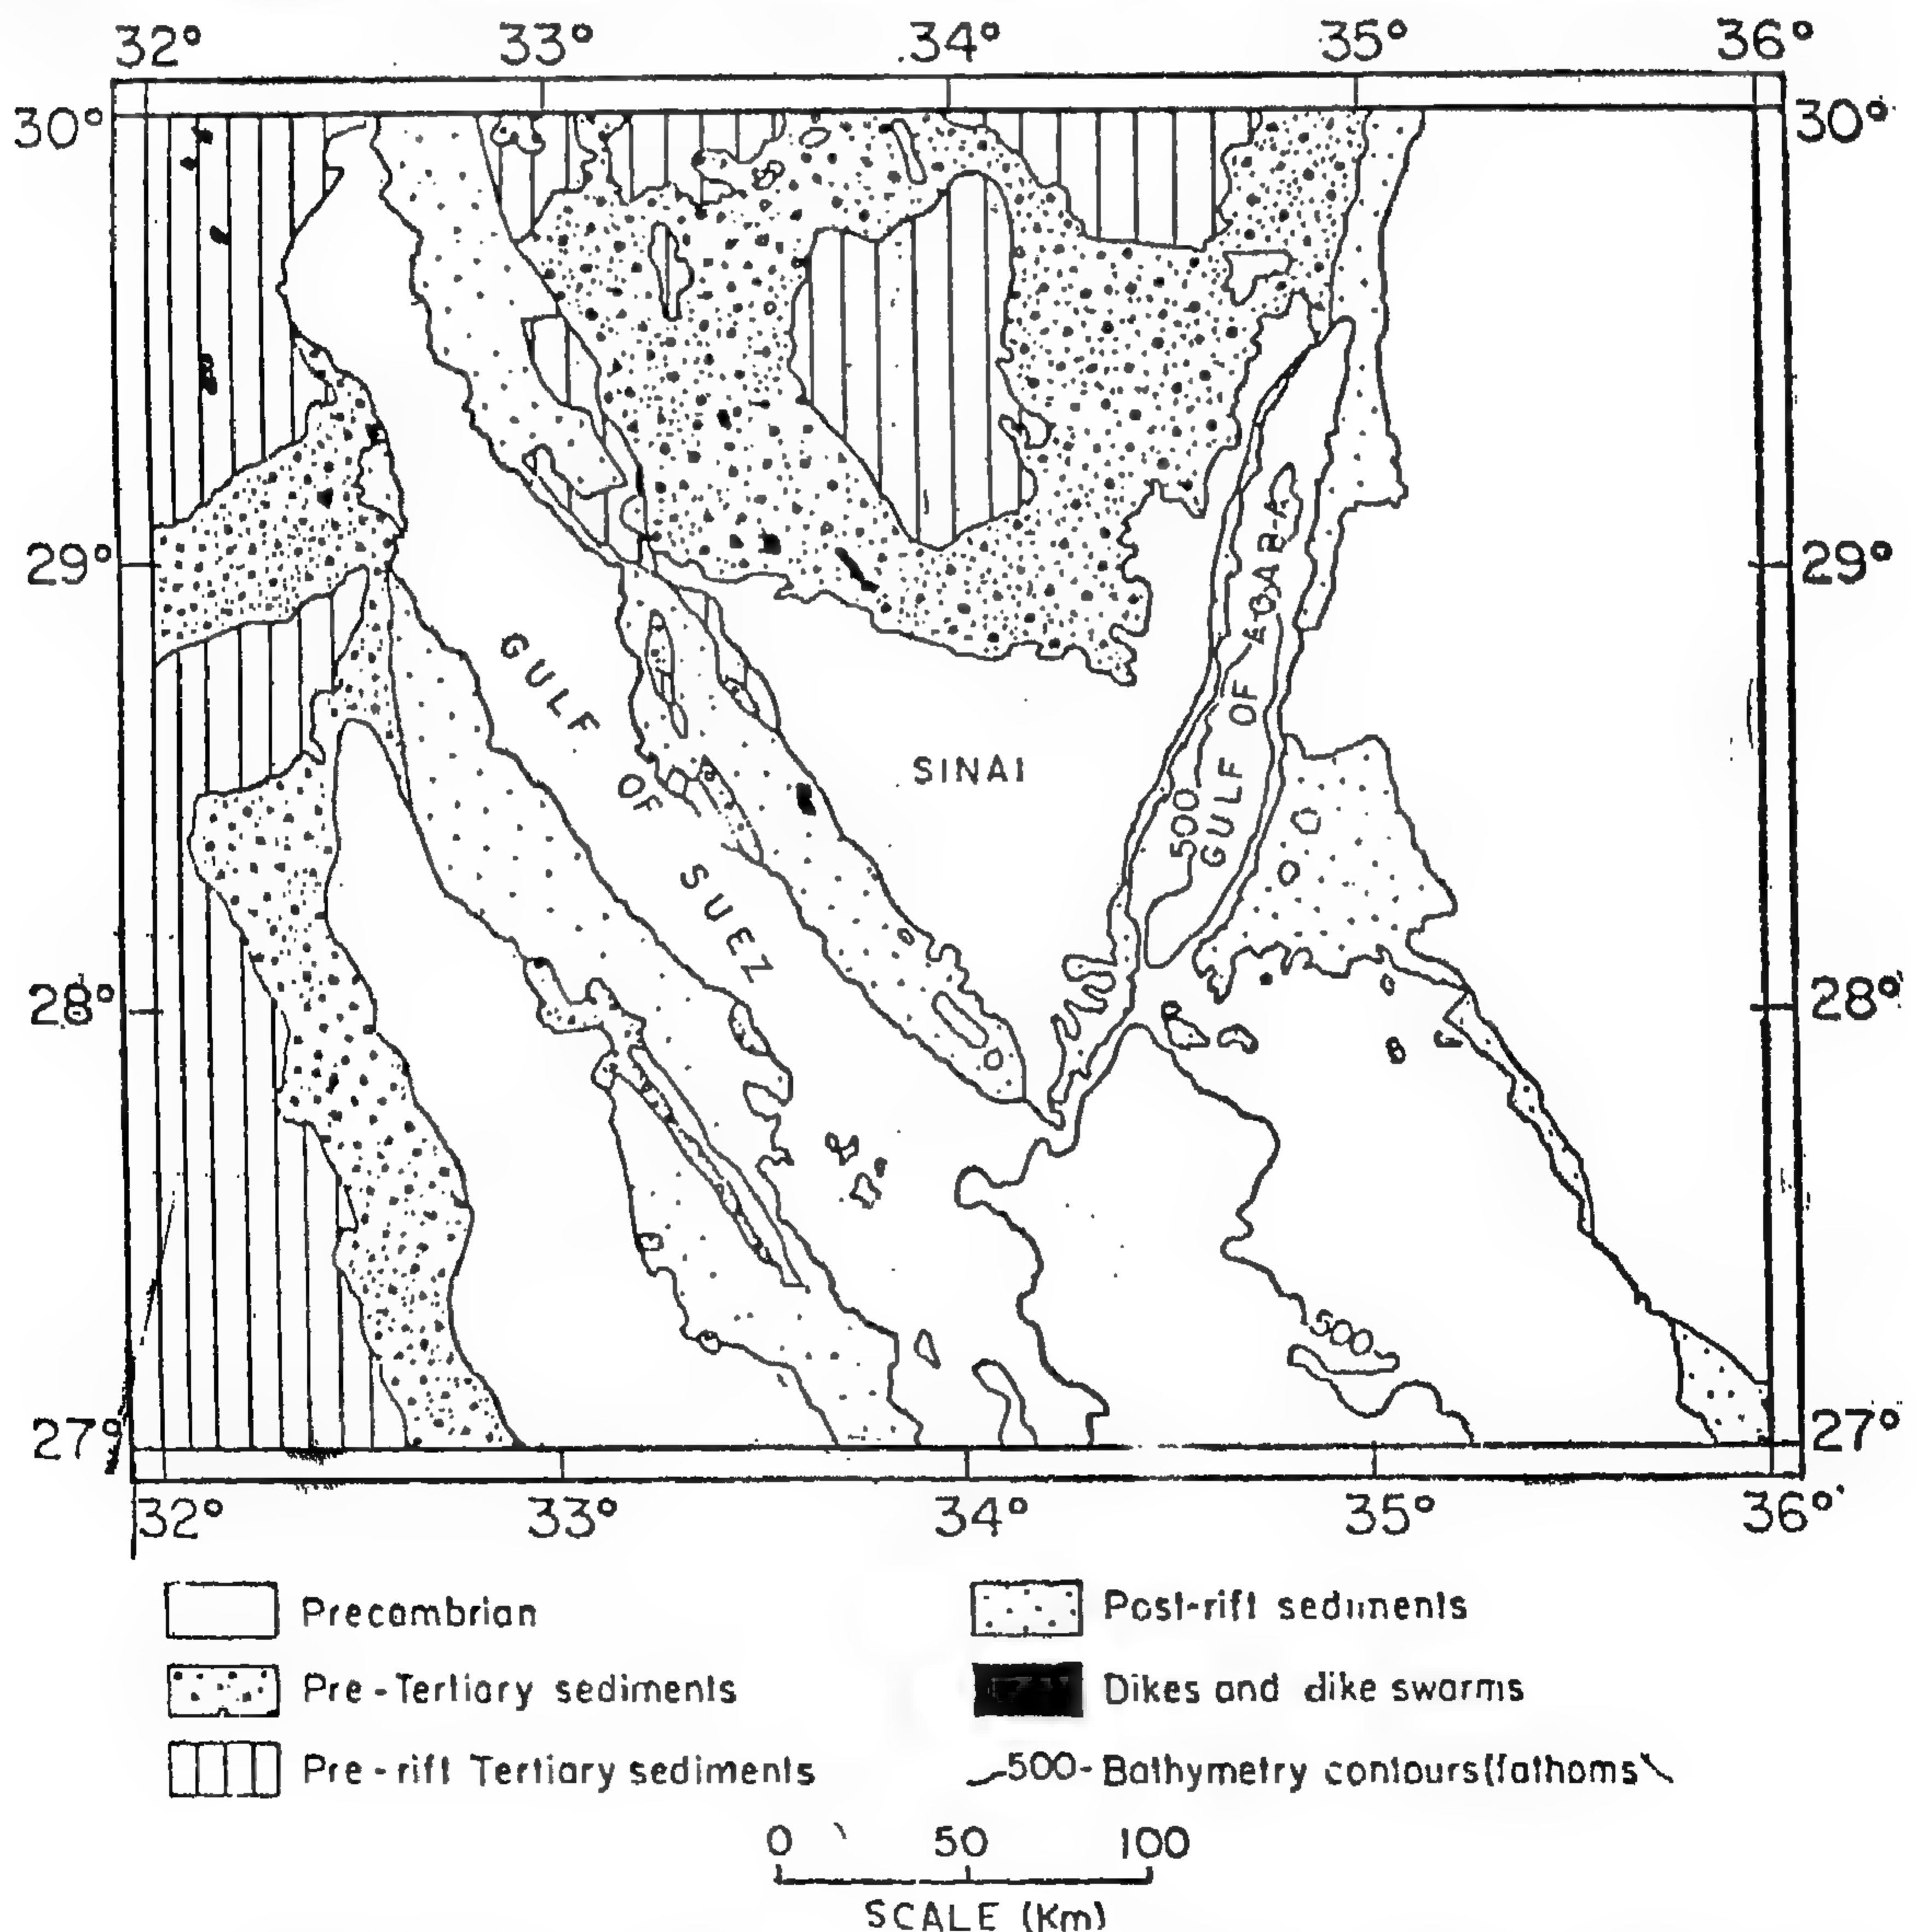 32° 33° 34° 35° 36°
30° 30°
29° 29°
GULF OF SUEZ
SINAI
GULF OF AQABA
500
28° 28°
500
27° 27°
32° 33° 34° 35° 36°
Precambrian
Post-rift sediments
Pre-Tertiary sediments
Dikes and dike swarms
Pre-rift Tertiary sediments
500- Bathymetry contours (fathoms)
0 50 100
SCALE (Km)